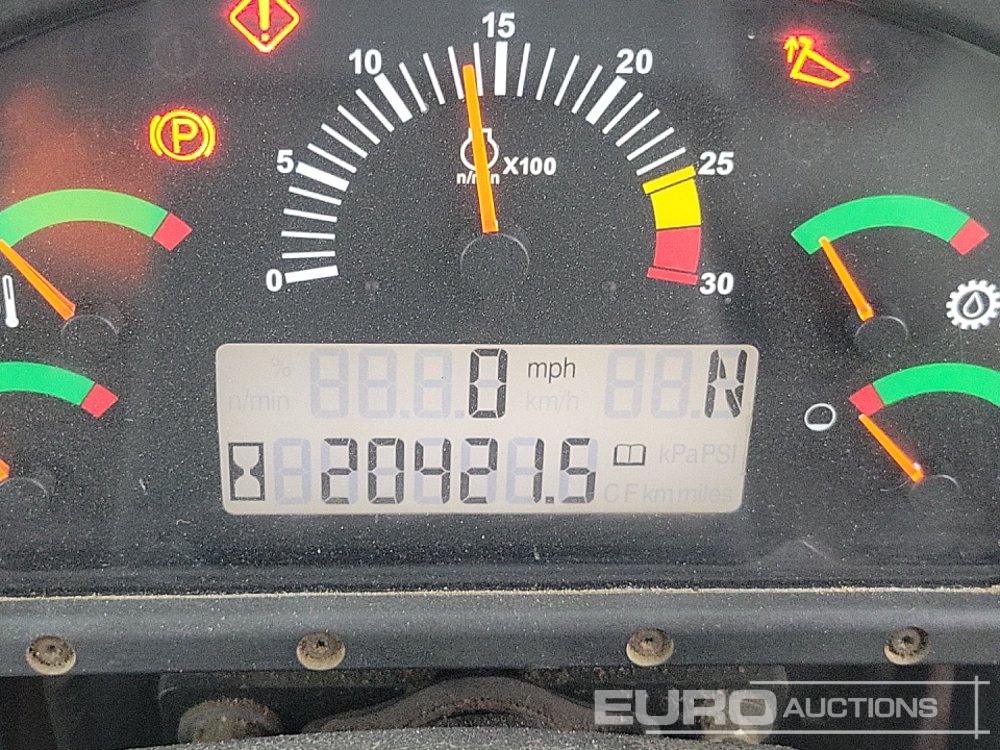 15
10
20
P
5
25
X100
n/min
0
30
% 0 mph N
n/min km/h
20421.5 kPa PSI
C F km miles
EURO AUCTIONS